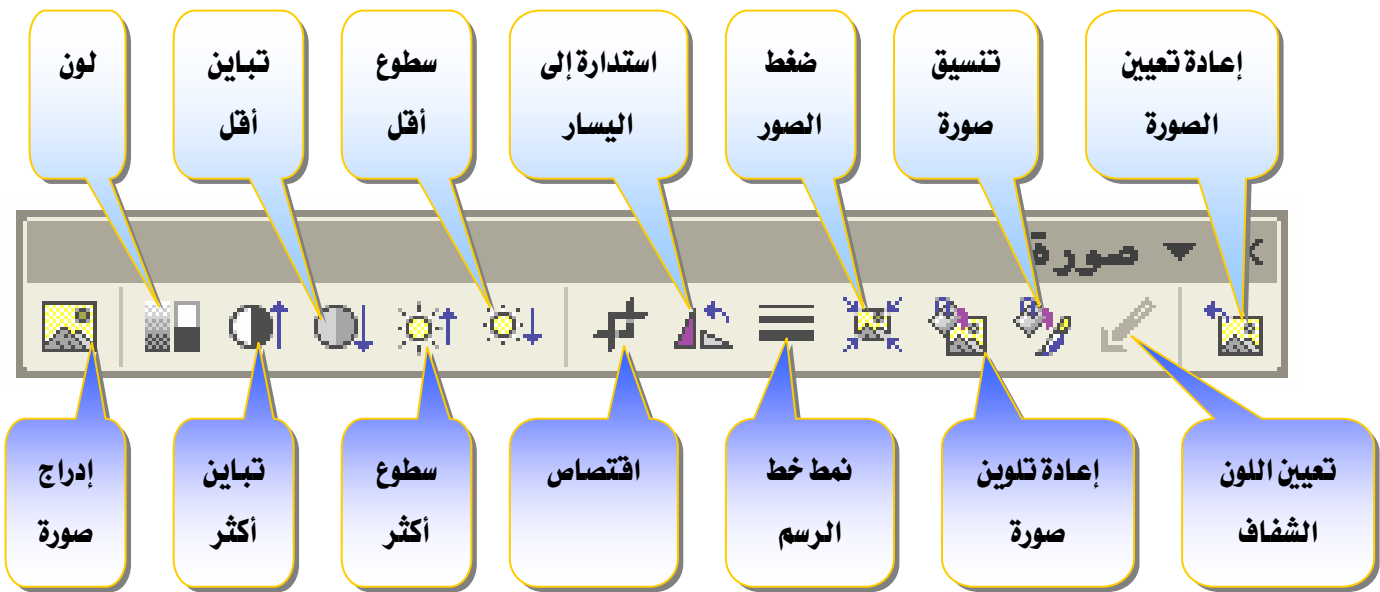 إعادة تعيين
الصورة
تنسيق
صورة
ضغط
الصور
استدارة إلى
اليسار
سطوع
أقل
تباين
أقل
لون
صورة
تعيين اللون
الشفاف
إعادة تلوين
صورة
نمط خط
الرسم
اقتصاص
سطوع
أكثر
تباين
أكثر
إدراج
صورة